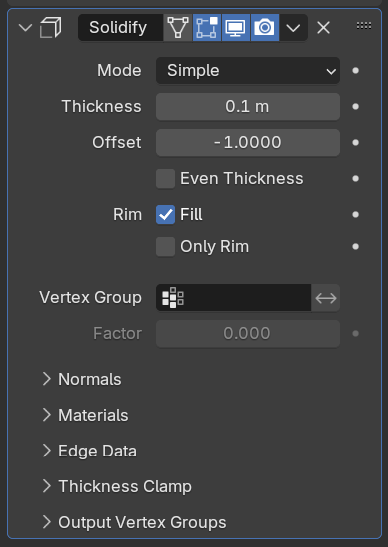 Solidify
Mode Simple
Thickness 0.1 m
Offset -1.0000
Even Thickness
Rim Fill
Only Rim
Vertex Group
Factor 0.000
Normals
Materials
Edge Data
Thickness Clamp
Output Vertex Groups